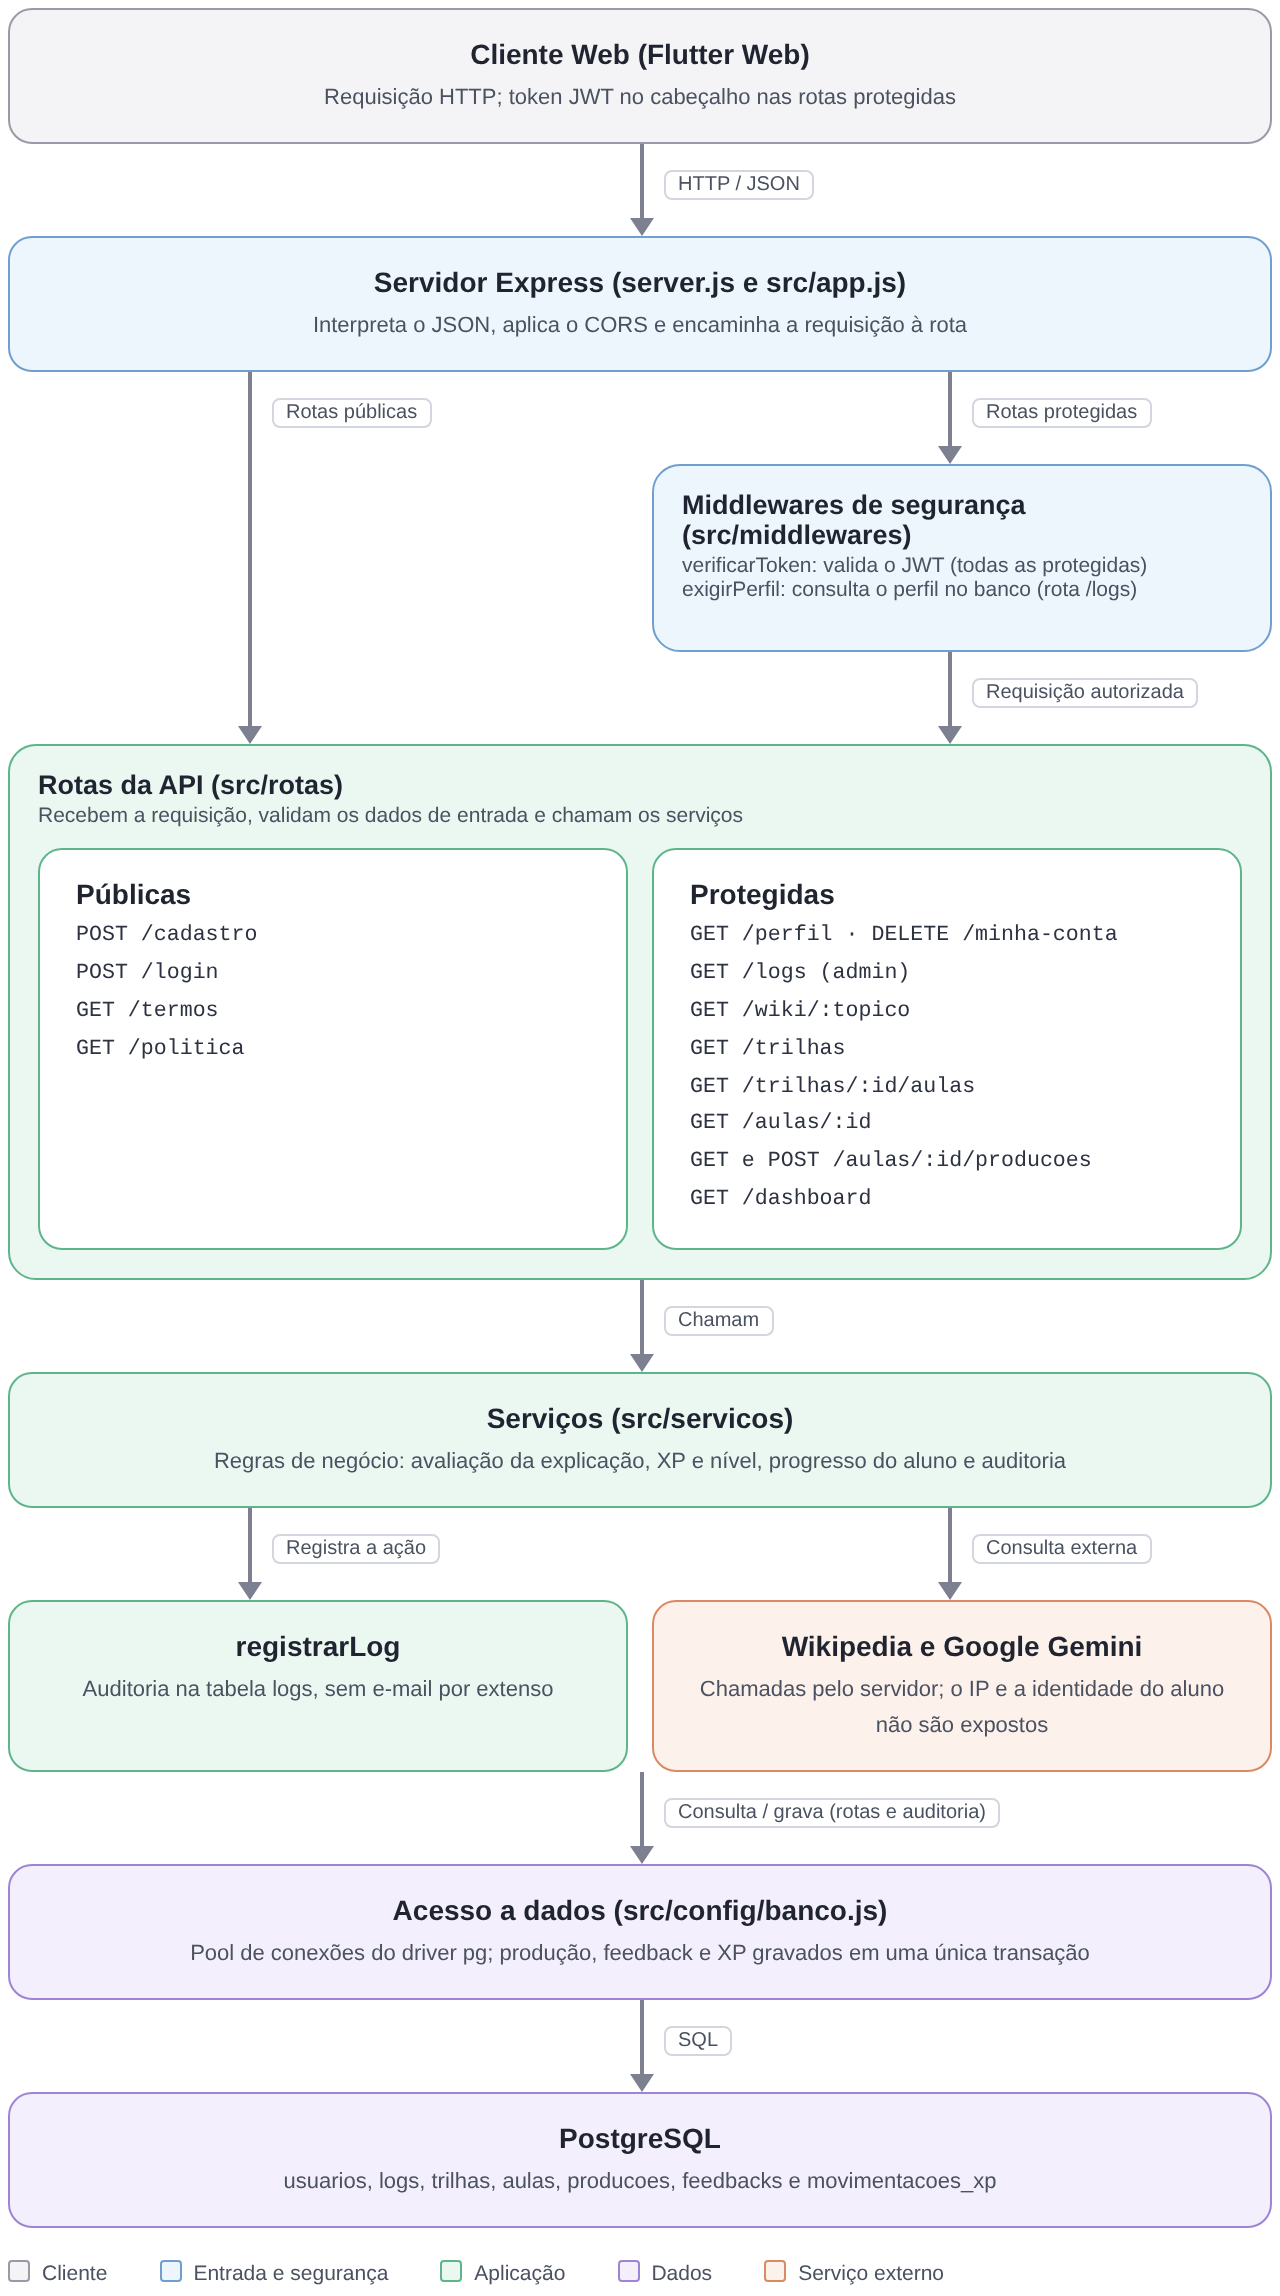 Cliente Web (Flutter Web)
Requisição HTTP; token JWT no cabeçalho nas rotas protegidas
HTTP / JSON
Servidor Express (server.js e src/app.js)
Interpreta o JSON, aplica o CORS e encaminha a requisição à rota
Rotas públicas
Rotas protegidas
Middlewares de segurança
(src/middlewares)
verificarToken: valida o JWT (todas as protegidas)
exigirPerfil: consulta o perfil no banco (rota /logs)
Requisição autorizada
Rotas da API (src/rotas)
Recebem a requisição, validam os dados de entrada e chamam os serviços
Públicas
POST /cadastro
POST /login
GET /termos
GET /politica
Protegidas
GET /perfil · DELETE /minha-conta
GET /logs (admin)
GET /wiki/:topico
GET /trilhas
GET /trilhas/:id/aulas
GET /aulas/:id
GET e POST /aulas/:id/producoes
GET /dashboard
Chamam
Serviços (src/servicos)
Regras de negócio: avaliação da explicação, XP e nível, progresso do aluno e auditoria
Registra a ação
Consulta externa
registrarLog
Auditoria na tabela logs, sem e-mail por extenso
Wikipedia e Google Gemini
Chamadas pelo servidor; o IP e a identidade do aluno
não são expostos
Consulta / grava (rotas e auditoria)
Acesso a dados (src/config/banco.js)
Pool de conexões do driver pg; produção, feedback e XP gravados em uma única transação
SQL
PostgreSQL
usuarios, logs, trilhas, aulas, producoes, feedbacks e movimentacoes_xp
Cliente
Entrada e segurança
Aplicação
Dados
Serviço externo